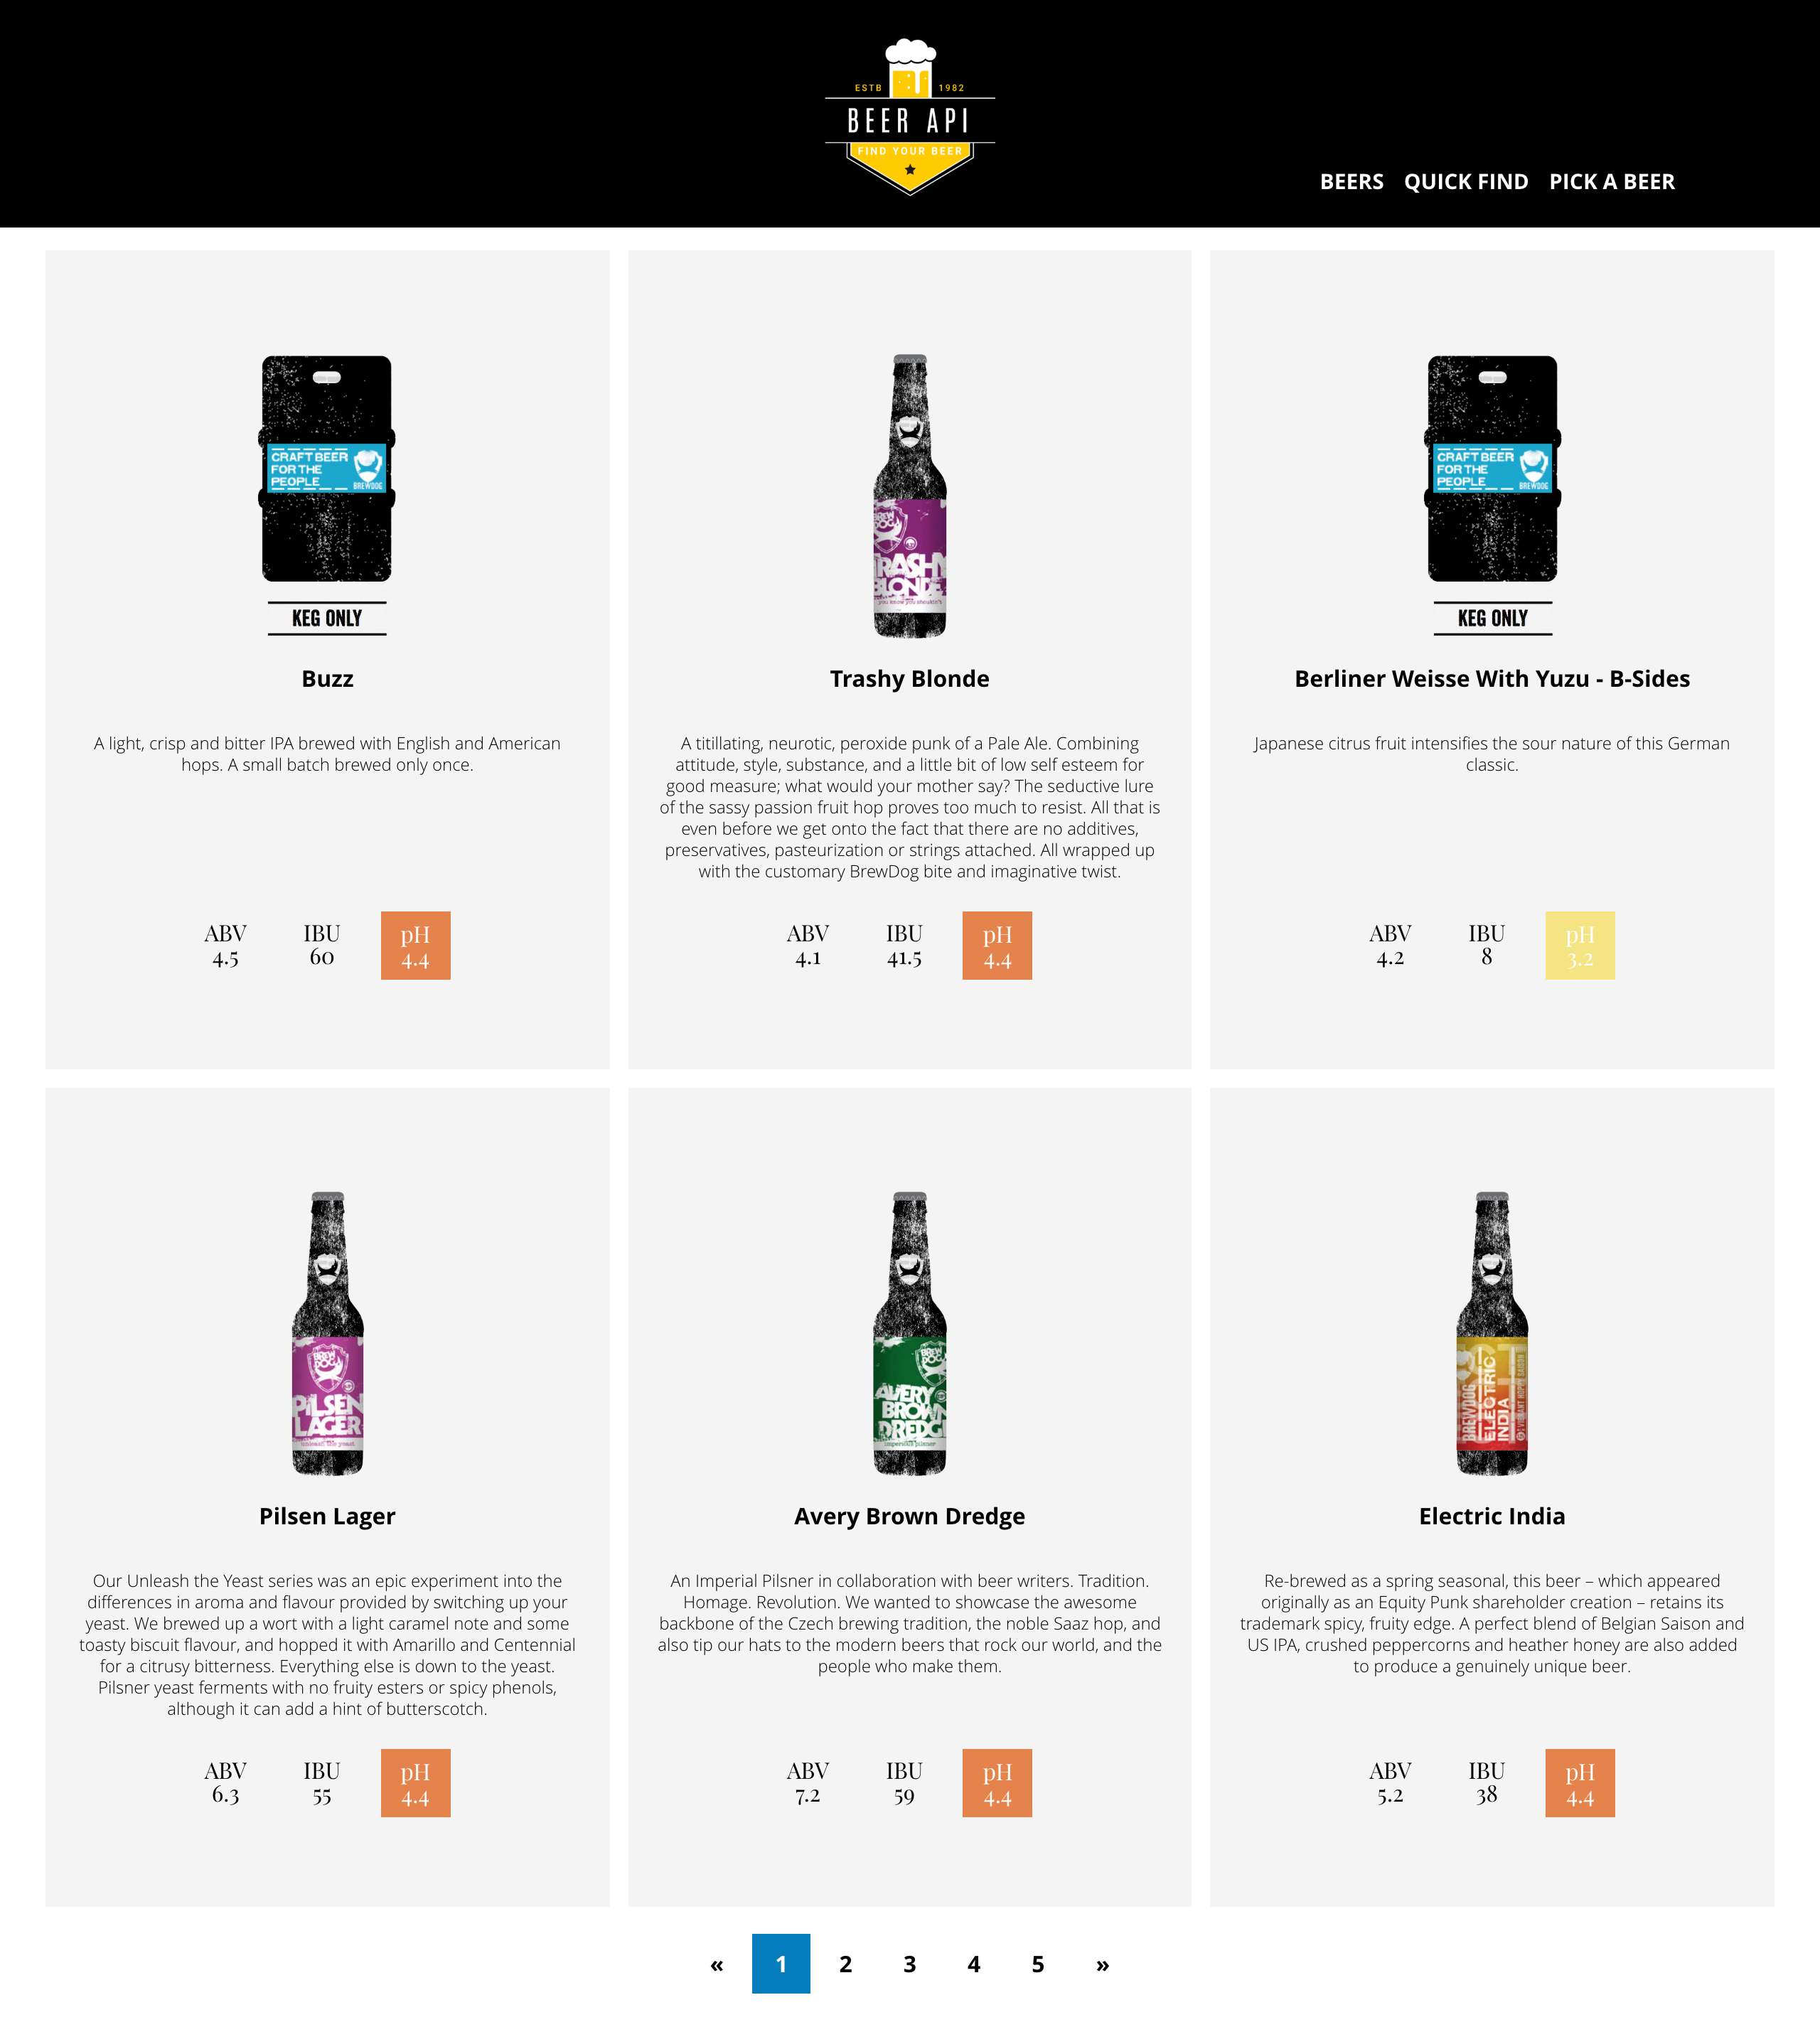 ESTB 1982
BEER API
FIND YOUR BEER
BEERS QUICK FIND PICK A BEER
CRAFT BEER
FOR THE
PEOPLE
BREWDOG
KEG ONLY
Buzz
A light, crisp and bitter IPA brewed with English and American
hops. A small batch brewed only once.
ABV IBU pH
4.5 60 4.4
BREW
DOG
TRASHY
BLONDE
you know you shouldn't
Trashy Blonde
A titillating, neurotic, peroxide punk of a Pale Ale. Combining
attitude, style, substance, and a little bit of low self esteem for
good measure; what would your mother say? The seductive lure
of the sassy passion fruit hop proves too much to resist. All that is
even before we get onto the fact that there are no additives,
preservatives, pasteurization or strings attached. All wrapped up
with the customary BrewDog bite and imaginative twist.
ABV IBU pH
4.1 41.5 4.4
CRAFT BEER
FOR THE
PEOPLE
BREWDOG
KEG ONLY
Berliner Weisse With Yuzu - B-Sides
Japanese citrus fruit intensifies the sour nature of this German
classic.
ABV IBU pH
4.2 8 3.2
BREW
DOG
PILSEN
LAGER
unleash the yeast
Pilsen Lager
Our Unleash the Yeast series was an epic experiment into the
differences in aroma and flavour provided by switching up your
yeast. We brewed up a wort with a light caramel note and some
toasty biscuit flavour, and hopped it with Amarillo and Centennial
for a citrusy bitterness. Everything else is down to the yeast.
Pilsner yeast ferments with no fruity esters or spicy phenols,
although it can add a hint of butterscotch.
ABV IBU pH
6.3 55 4.4
BREW
DOG
AVERY
BROWN
DREDGE
imperial pilsner
Avery Brown Dredge
An Imperial Pilsner in collaboration with beer writers. Tradition.
Homage. Revolution. We wanted to showcase the awesome
backbone of the Czech brewing tradition, the noble Saaz hop, and
also tip our hats to the modern beers that rock our world, and the
people who make them.
ABV IBU pH
7.2 59 4.4
BREWDOG
ELECTRIC
INDIA
VIBRANT HOPPY SAISON
Electric India
Re-brewed as a spring seasonal, this beer – which appeared
originally as an Equity Punk shareholder creation – retains its
trademark spicy, fruity edge. A perfect blend of Belgian Saison and
US IPA, crushed peppercorns and heather honey are also added
to produce a genuinely unique beer.
ABV IBU pH
5.2 38 4.4
« 1 2 3 4 5 »